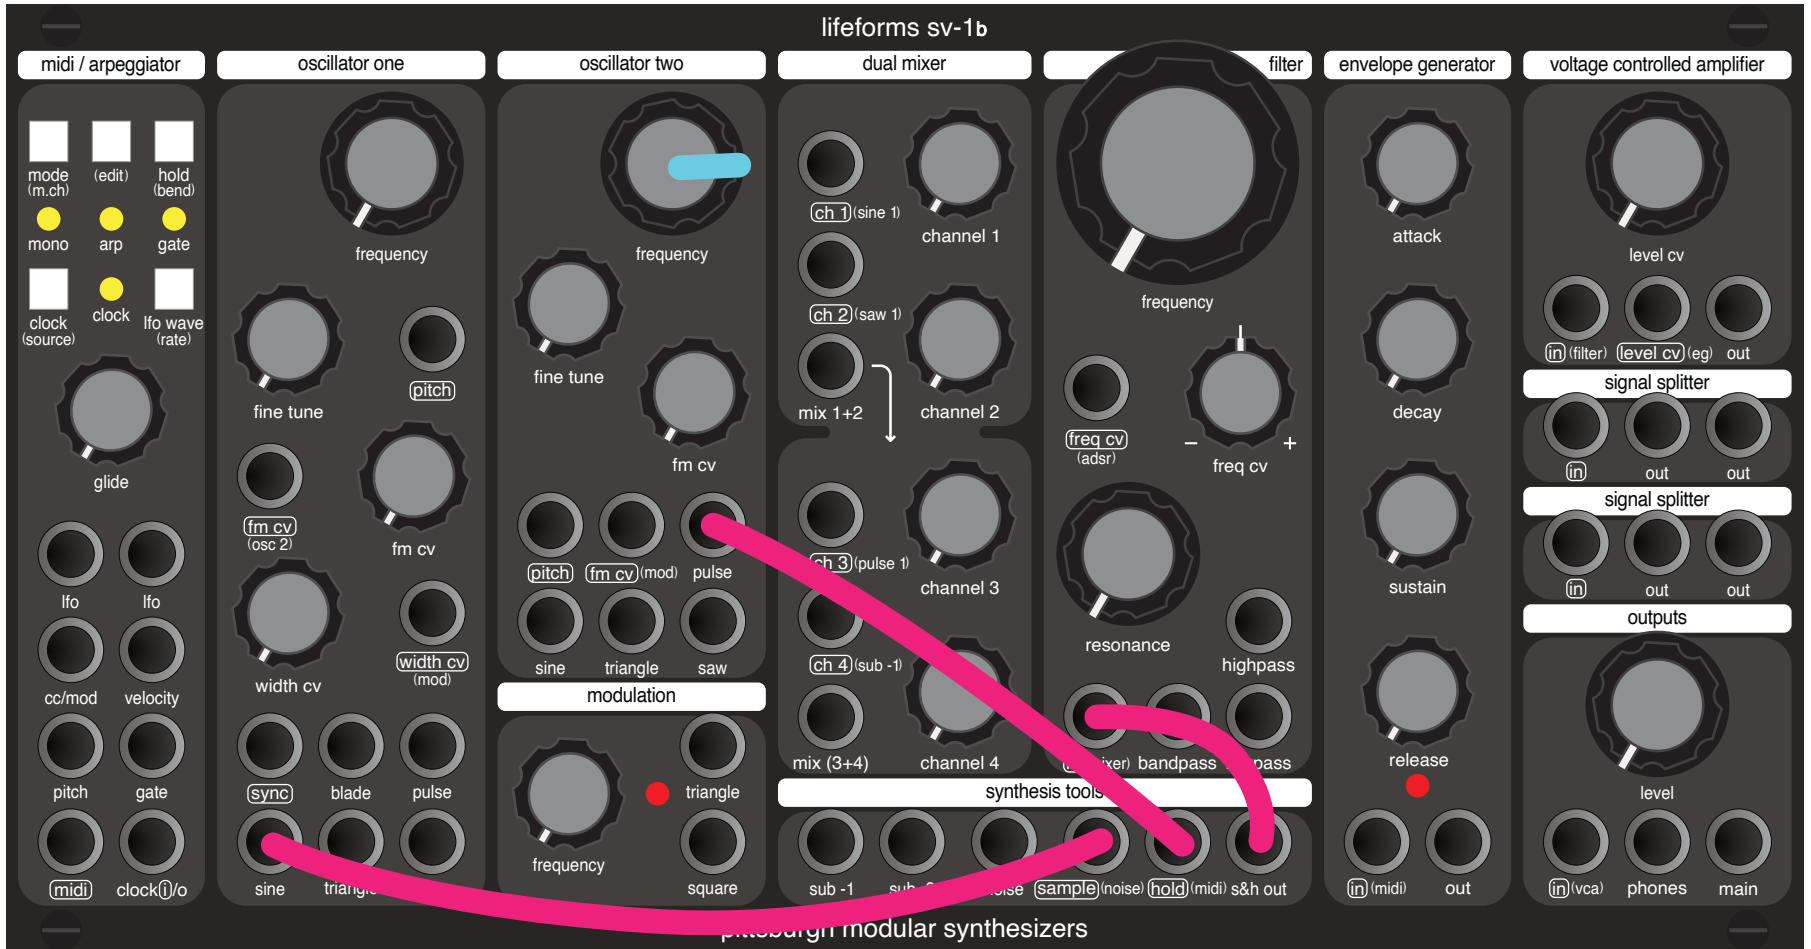 lifeforms sv-1b
midi / arpeggiator
mode
(m.ch)
(edit)
hold
(bend)
mono
arp
gate
clock
(source)
clock
lfo wave
(rate)
glide
lfo
lfo
cc/mod
velocity
pitch
gate
midi
clock i/o
oscillator one
frequency
fine tune
pitch
fm cv
(osc 2)
fm cv
width cv
width cv
(mod)
sync
blade
pulse
sine
triangle
oscillator two
frequency
fine tune
fm cv
pitch
fm cv (mod)
pulse
sine
triangle
saw
modulation
triangle
frequency
square
dual mixer
ch 1 (sine 1)
channel 1
ch 2 (saw 1)
mix 1+2
channel 2
ch 3 (pulse 1)
channel 3
ch 4 (sub -1)
mix (3+4)
channel 4
filter
frequency
freq cv
(adsr)
− +
freq cv
resonance
highpass
bandpass
synthesis tools
sub -1
sample (noise)
hold (midi)
s&h out
envelope generator
attack
decay
sustain
release
in (midi)
out
voltage controlled amplifier
level cv
in (filter)
level cv (eg)
out
signal splitter
in
out
out
signal splitter
in
out
out
outputs
level
in (vca)
phones
main
pittsburgh modular synthesizers